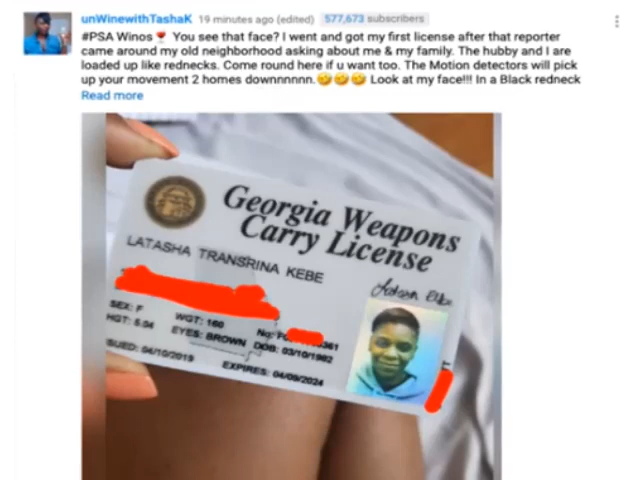 unWinewithTashaK 19 minutes ago (edited) 577,673 subscribers
#PSA Winos🍷 You see that face? I went and got my first license after that reporter
came around my old neighborhood asking about me & my family. The hubby and I are
loaded up like rednecks. Come round here if u want too. The Motion detectors will pick
up your movement 2 homes downnnnnn.🤣🤣🤣 Look at my face!!! In a Black redneck
Read more
Georgia Weapons
Carry License
LATASHA TRANSRINA KEBE
SEX: F WGT: 160
HGT: 5.04 EYES: BROWN DOB: 03/10/1982
SUED: 04/10/2019 EXPIRES: 04/09/2024